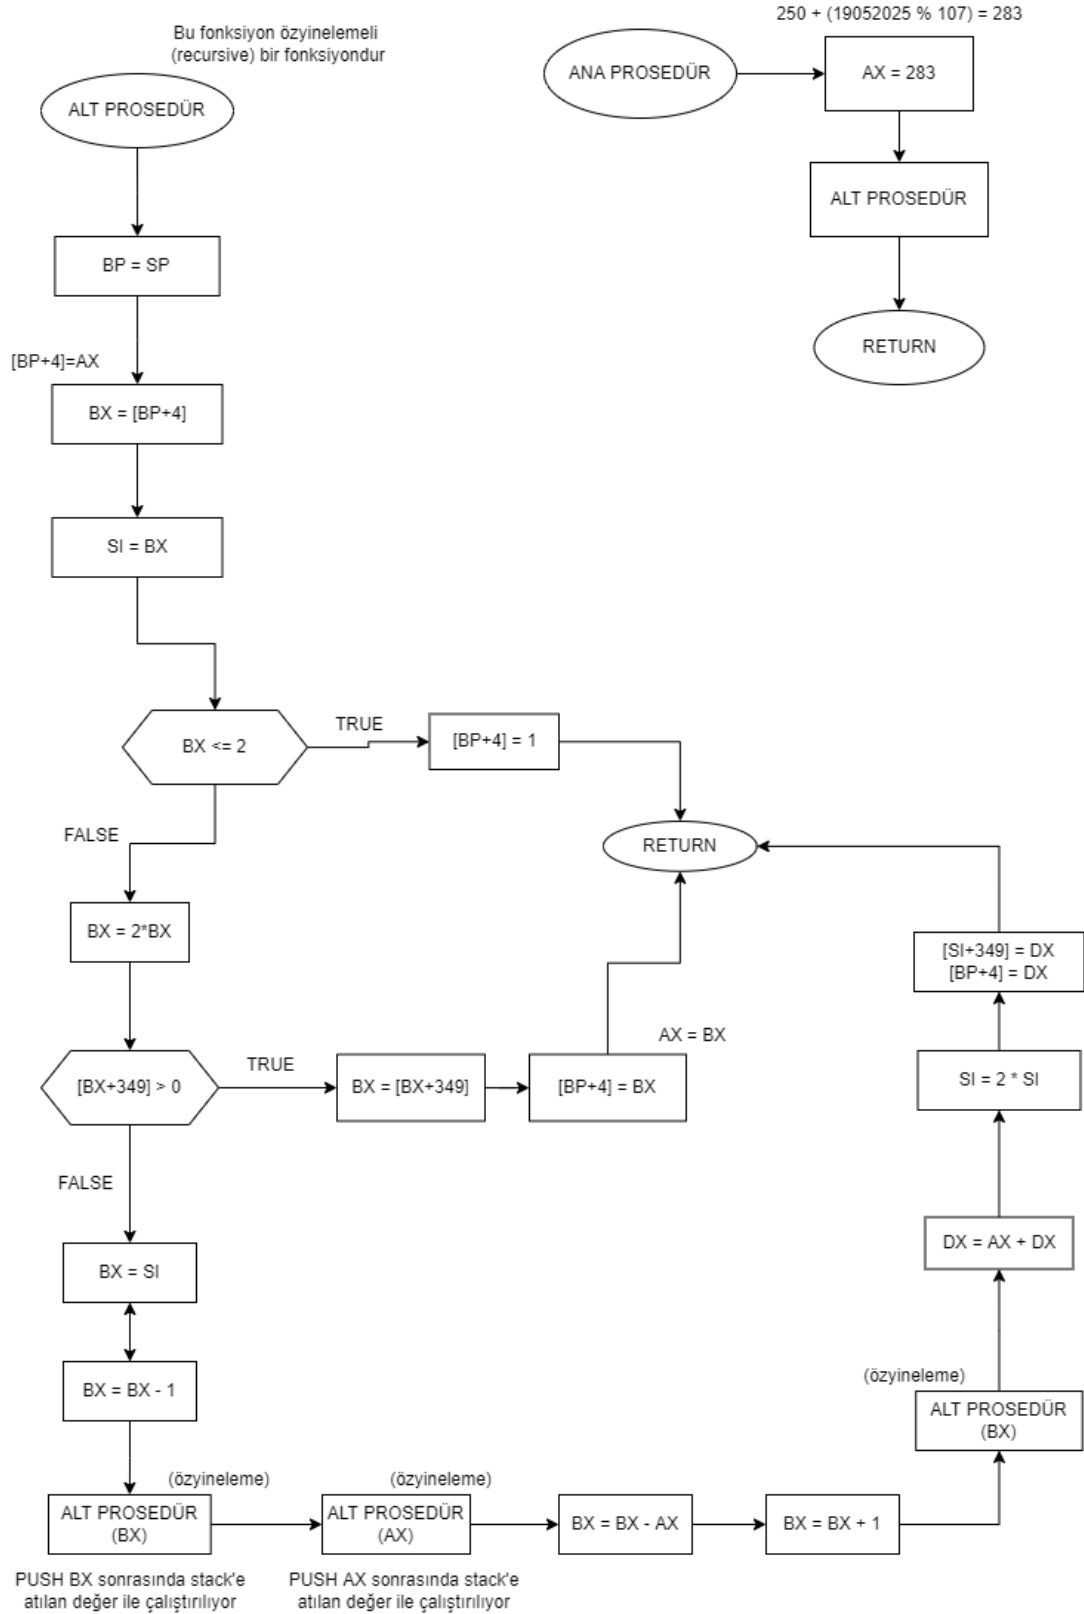 Bu fonksiyon özyinelemeli
(recursive) bir fonksiyondur
ALT PROSEDÜR
BP = SP
[BP+4]=AX
BX = [BP+4]
SI = BX
BX <= 2
TRUE
[BP+4] = 1
RETURN
FALSE
BX = 2*BX
[BX+349] > 0
TRUE
BX = [BX+349]
AX = BX
[BP+4] = BX
FALSE
BX = SI
BX = BX - 1
(özyineleme)
ALT PROSEDÜR
(BX)
PUSH BX sonrasında stack'e
atılan değer ile çalıştırılıyor
(özyineleme)
ALT PROSEDÜR
(AX)
PUSH AX sonrasında stack'e
atılan değer ile çalıştırılıyor
BX = BX - AX
BX = BX + 1
(özyineleme)
ALT PROSEDÜR
(BX)
DX = AX + DX
SI = 2 * SI
[SI+349] = DX
[BP+4] = DX
250 + (19052025 % 107) = 283
ANA PROSEDÜR
AX = 283
ALT PROSEDÜR
RETURN